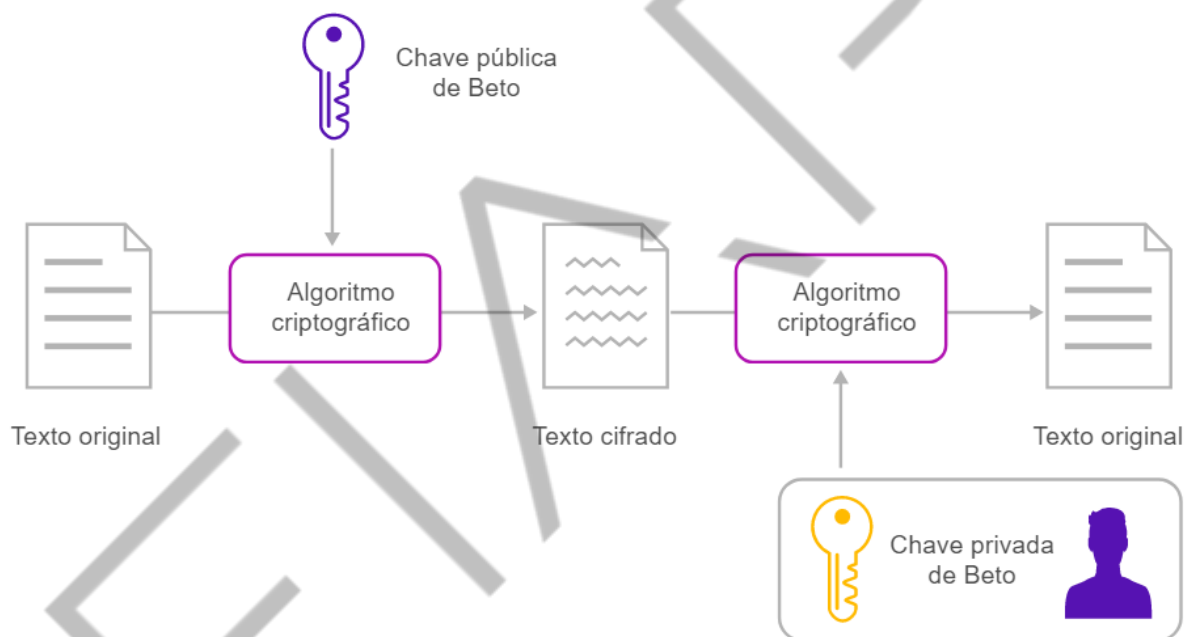 Chave pública
de Beto
Algoritmo
criptográfico
Algoritmo
criptográfico
Texto original
Texto cifrado
Texto original
Chave privada
de Beto